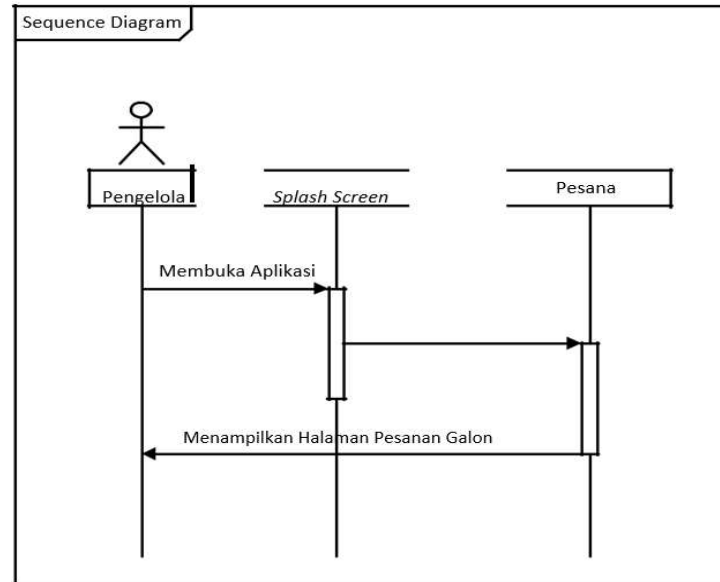 Sequence Diagram
Pengelola
Splash Screen
Pesana
Membuka Aplikasi
Menampilkan Halaman Pesanan Galon